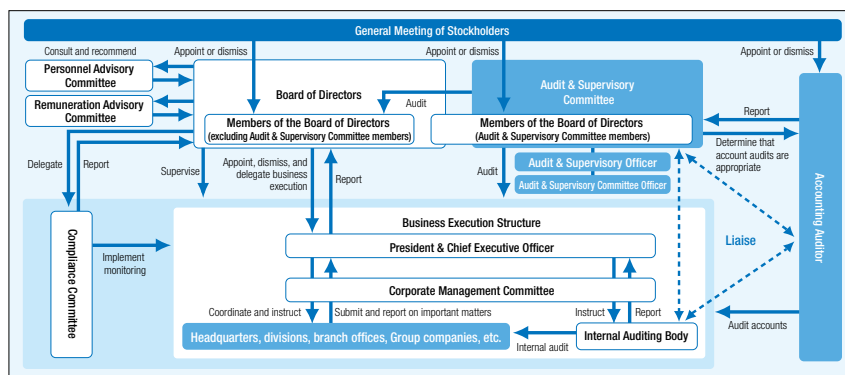 General Meeting of Stockholders
Consult and recommend
Appoint or dismiss
Appoint or dismiss
Appoint or dismiss
Personnel Advisory
Committee
Remuneration Advisory
Committee
Board of Directors
Members of the Board of Directors
(excluding Audit & Supervisory Committee members)
Audit
Audit & Supervisory
Committee
Members of the Board of Directors
(Audit & Supervisory Committee members)
Report
Determine that
account audits are
appropriate
Delegate
Report
Supervise
Appoint, dismiss, and
delegate business
execution
Report
Audit
Audit & Supervisory Officer
Audit & Supervisory Committee Officer
Accounting Auditor
Compliance Committee
Implement
monitoring
Business Execution Structure
President & Chief Executive Officer
Liaise
Corporate Management Committee
Coordinate and instruct
Submit and report on important matters
Instruct
Report
Headquarters, divisions, branch offices, Group companies, etc.
Internal audit
Internal Auditing Body
Audit accounts